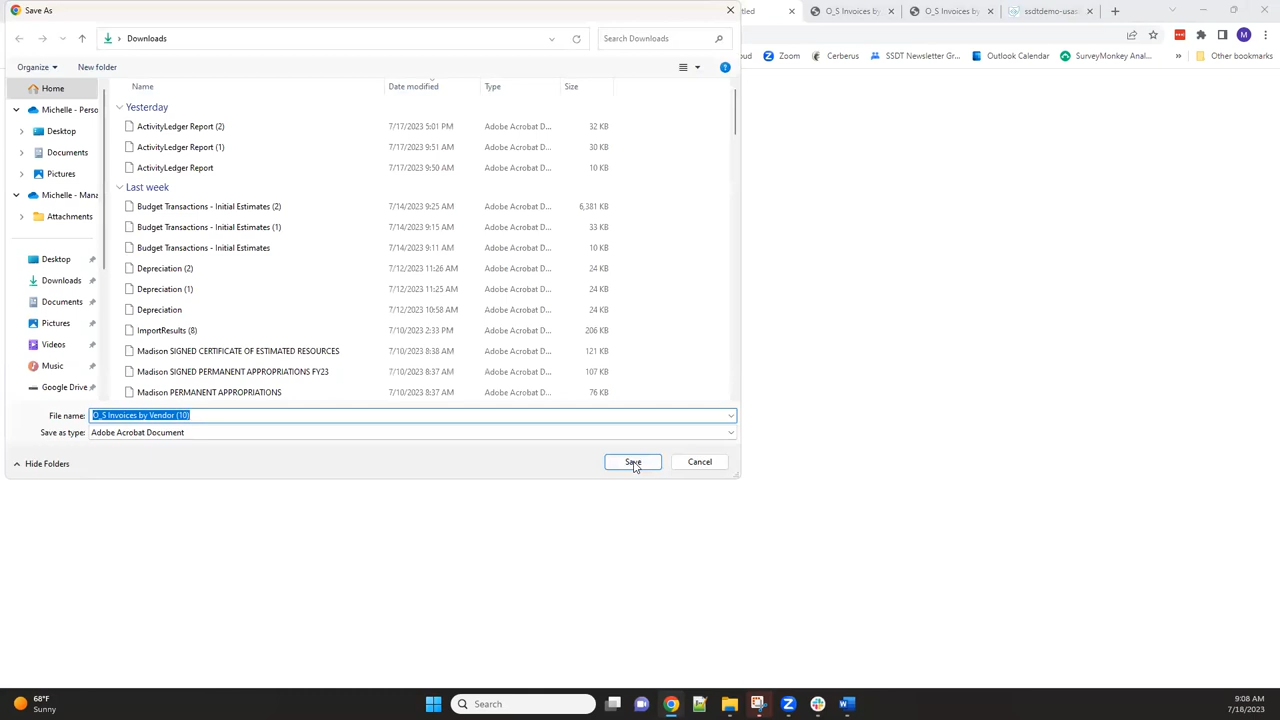 Save As
titled
O_S Invoices by
O_S Invoices by
ssdtdemo-usas
Downloads
Search Downloads
M
Organize
New folder
oud
Zoom
Cerberus
SSDT Newsletter Gr...
Outlook Calendar
SurveyMonkey Anal...
»
Other bookmarks
Home
Michelle - Perso
Desktop
Documents
Pictures
Michelle - Mana
Attachments
Desktop
Downloads
Documents
Pictures
Videos
Music
Google Drive
Name Date modified Type Size
Yesterday
ActivityLedger Report (2) 7/17/2023 5:01 PM Adobe Acrobat D... 32 KB
ActivityLedger Report (1) 7/17/2023 9:51 AM Adobe Acrobat D... 30 KB
ActivityLedger Report 7/17/2023 9:50 AM Adobe Acrobat D... 10 KB
Last week
Budget Transactions - Initial Estimates (2) 7/14/2023 9:25 AM Adobe Acrobat D... 6,381 KB
Budget Transactions - Initial Estimates (1) 7/14/2023 9:15 AM Adobe Acrobat D... 33 KB
Budget Transactions - Initial Estimates 7/14/2023 9:11 AM Adobe Acrobat D... 10 KB
Depreciation (2) 7/12/2023 11:26 AM Adobe Acrobat D... 24 KB
Depreciation (1) 7/12/2023 11:25 AM Adobe Acrobat D... 24 KB
Depreciation 7/12/2023 10:58 AM Adobe Acrobat D... 24 KB
ImportResults (8) 7/10/2023 2:33 PM Adobe Acrobat D... 206 KB
Madison SIGNED CERTIFICATE OF ESTIMATED RESOURCES 7/10/2023 8:38 AM Adobe Acrobat D... 121 KB
Madison SIGNED PERMANENT APPROPRIATIONS FY23 7/10/2023 8:37 AM Adobe Acrobat D... 107 KB
Madison PERMANENT APPROPRIATIONS 7/10/2023 8:37 AM Adobe Acrobat D... 76 KB
File name: O_S Invoices by Vendor (10)
Save as type: Adobe Acrobat Document
Hide Folders
Save
Cancel
68°F
Sunny
Search
9:08 AM
7/18/2023